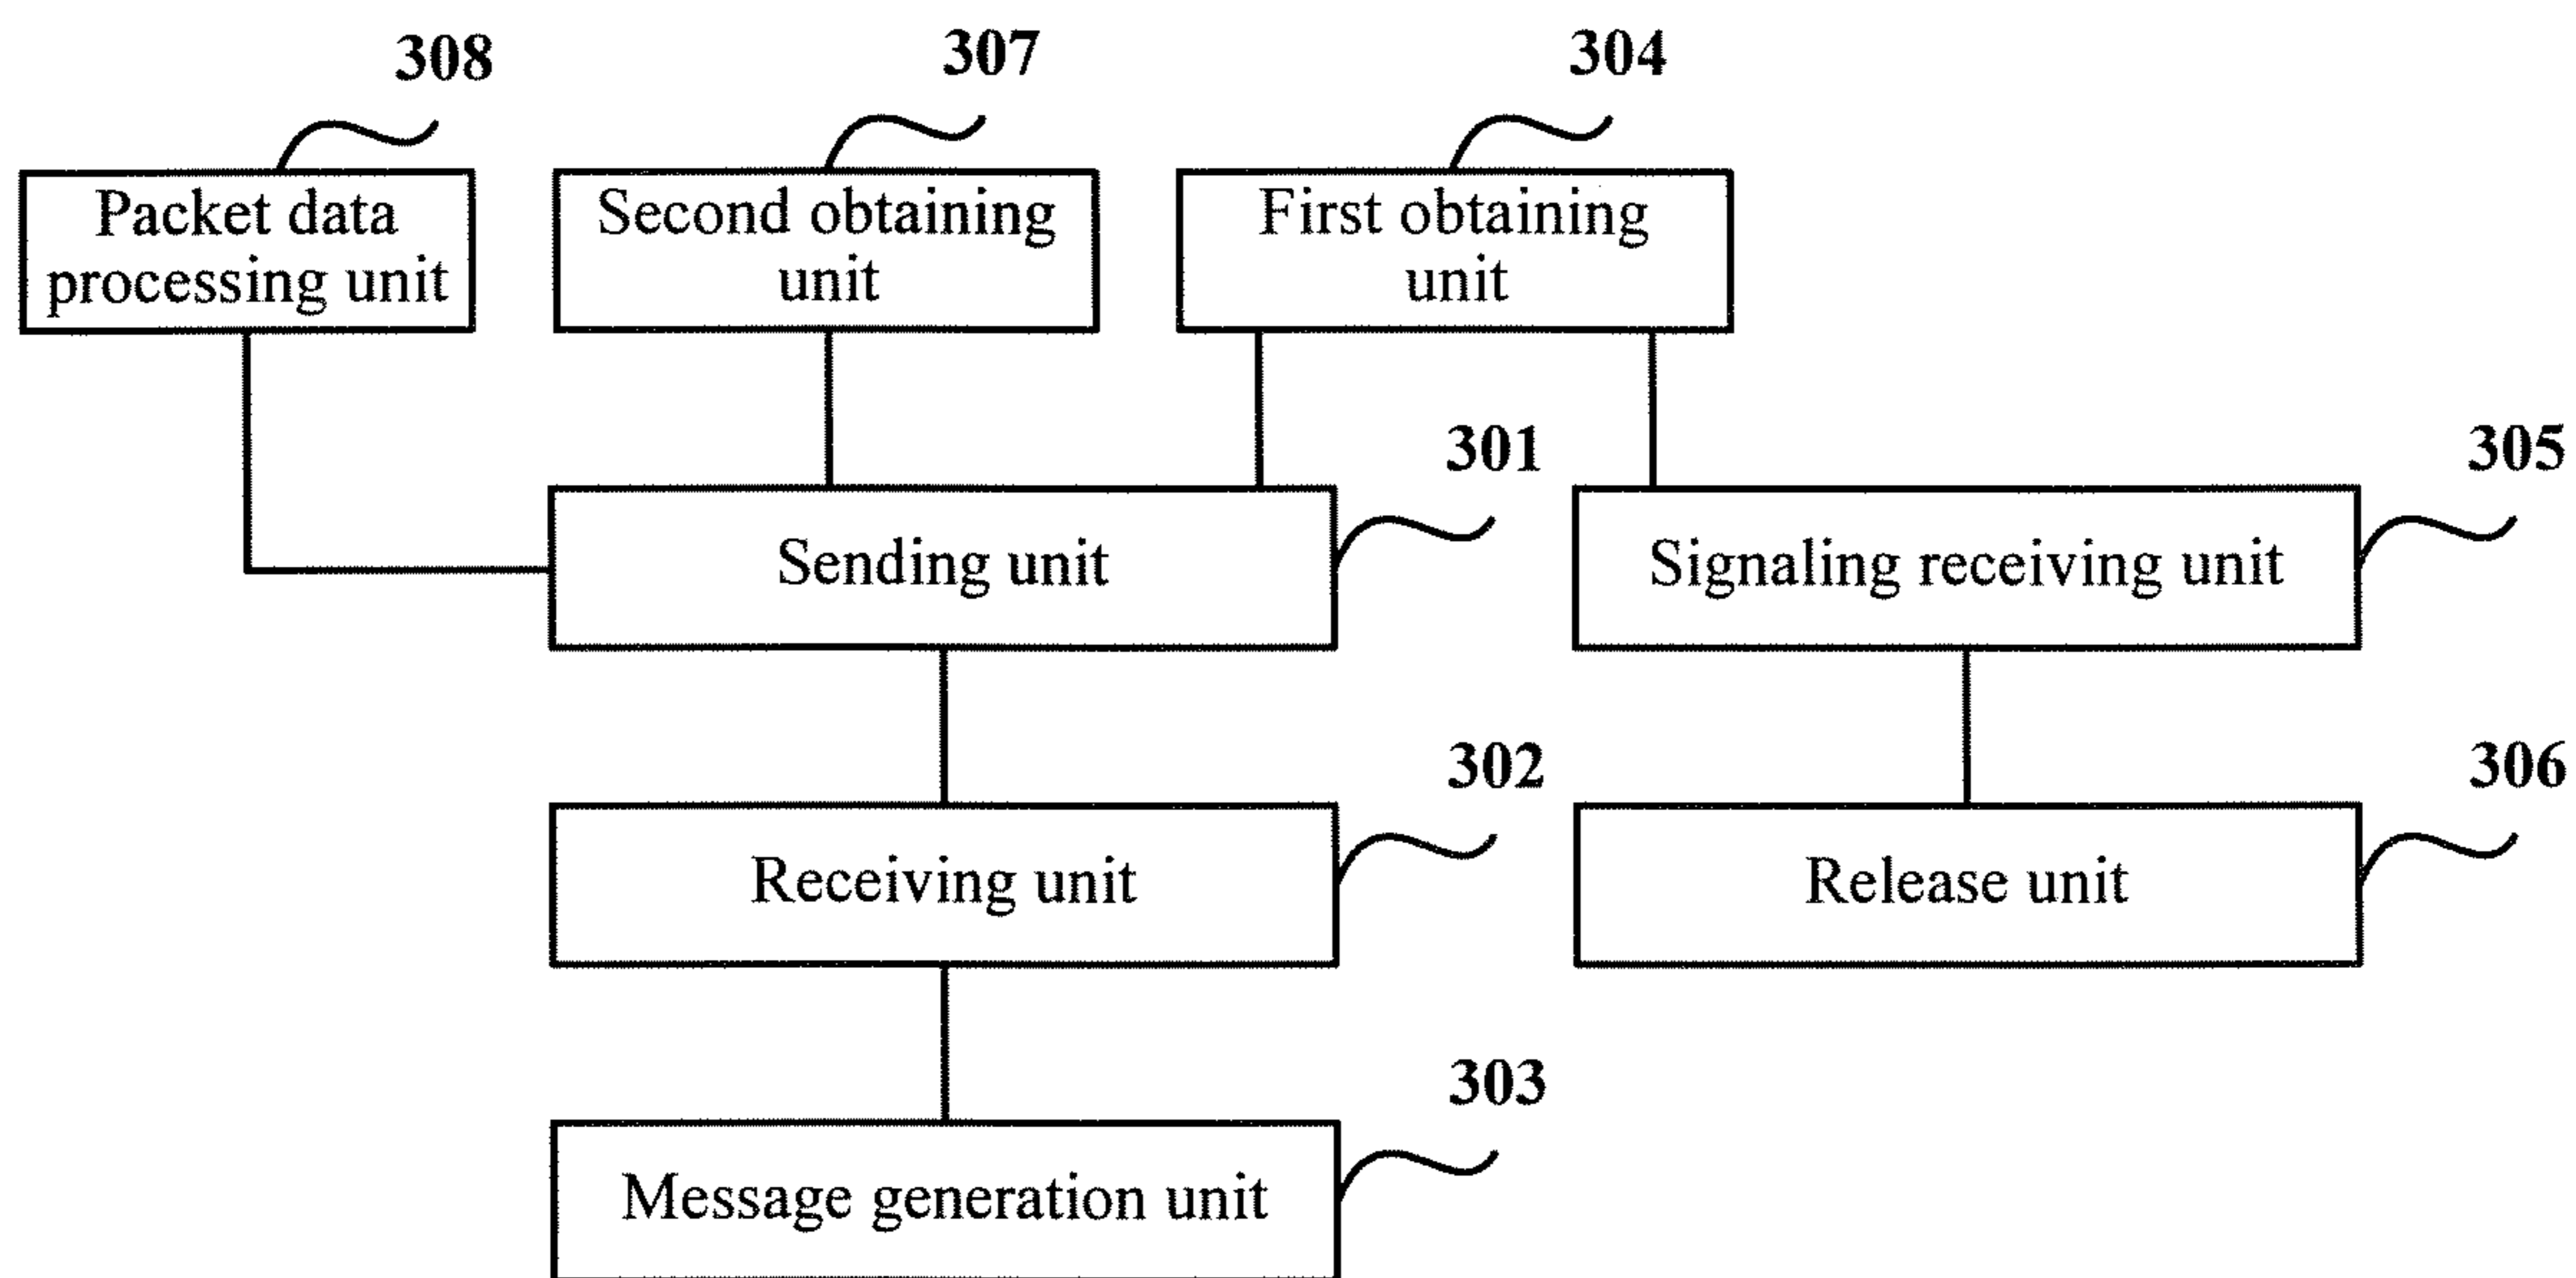 308
307
304
Packet data
processing unit
Second obtaining
unit
First obtaining
unit
301
305
Sending unit
Signaling receiving unit
302
306
Receiving unit
Release unit
303
Message generation unit